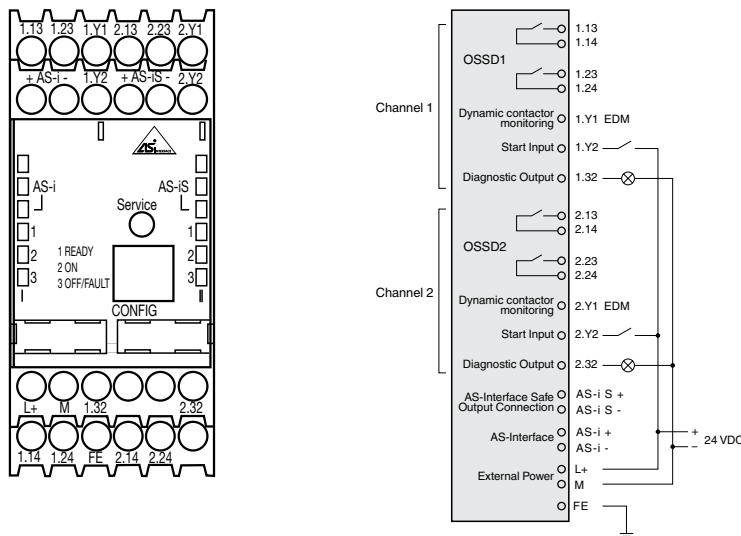 1.13 1.23 1.Y1 2.13 2.23 2.Y1
+ AS-i - 1.Y2 + AS-iS - 2.Y2
ASi
INTERFACE
AS-i AS-iS
Service
1 1
2 2
3 3
1 READY
2 ON
3 OFF/FAULT
I II
CONFIG
L+ M 1.32 2.32
1.14 1.24 FE 2.14 2.24
Channel 1
OSSD1
1.13
1.14
1.23
1.24
Dynamic contactor
monitoring
1.Y1 EDM
Start Input 1.Y2
Diagnostic Output 1.32
Channel 2
OSSD2
2.13
2.14
2.23
2.24
Dynamic contactor
monitoring
2.Y1 EDM
Start Input 2.Y2
Diagnostic Output 2.32
AS-Interface Safe
Output Connection
AS-i S +
AS-i S -
AS-Interface
AS-i +
AS-i -
External Power
L+
M
FE
+
-
24 VDC